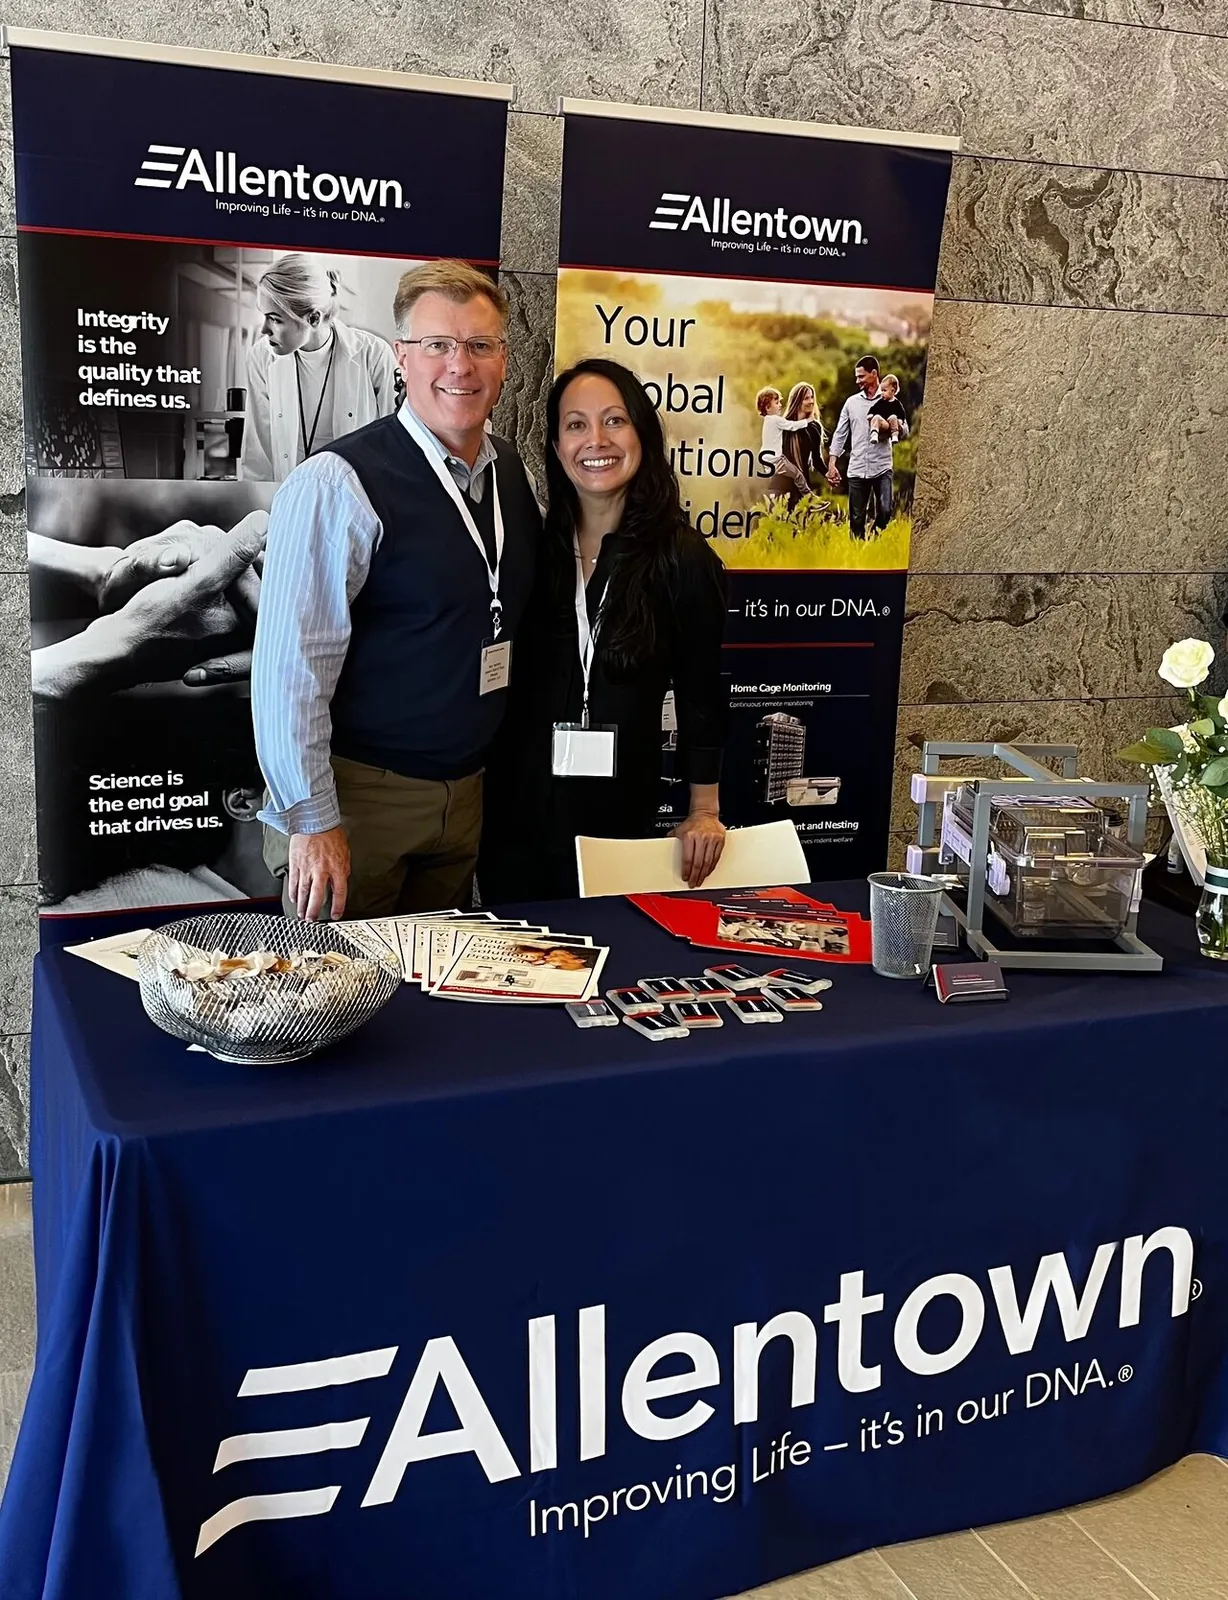 Allentown®
Improving Life – it's in our DNA.®
Integrity
is the
quality that
defines us.
Science is
the end goal
that drives us.
Allentown®
Improving Life – it's in our DNA.®
Your
obal
utions
ider
– it's in our DNA.®
Home Cage Monitoring
Continuous remote monitoring
sia
nt and Nesting
Allentown®
Improving Life – it's in our DNA.®